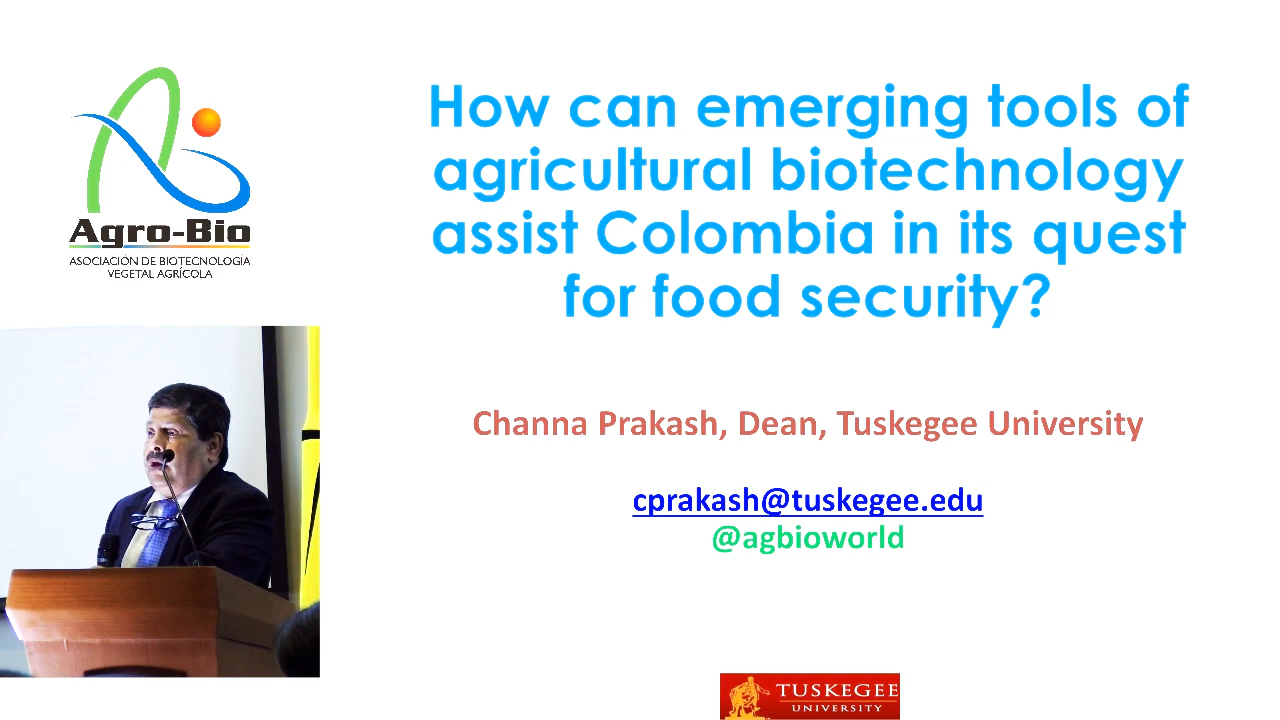 How can emerging tools of
agricultural biotechnology
assist Colombia in its quest
for food security?
Agro-Bio
ASOCIACIÓN DE BIOTECNOLOGIA
VEGETAL AGRÍCOLA
Channa Prakash, Dean, Tuskegee University
cprakash@tuskegee.edu
@agbioworld
TUSKEGEE
UNIVERSITY